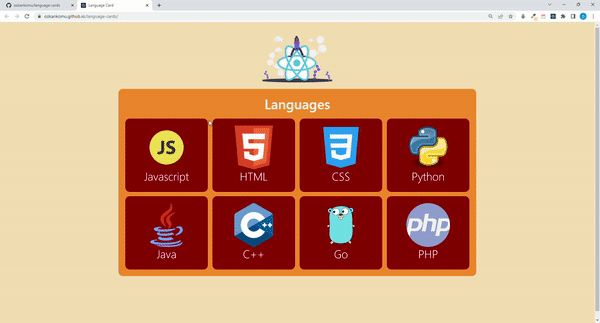 ozkankomu/language-cards
Language Card
ozkankomu.github.io/language-cards/
Languages
JS
Javascript
5
HTML
3
CSS
Python
Java
C++
C++
Go
php
PHP